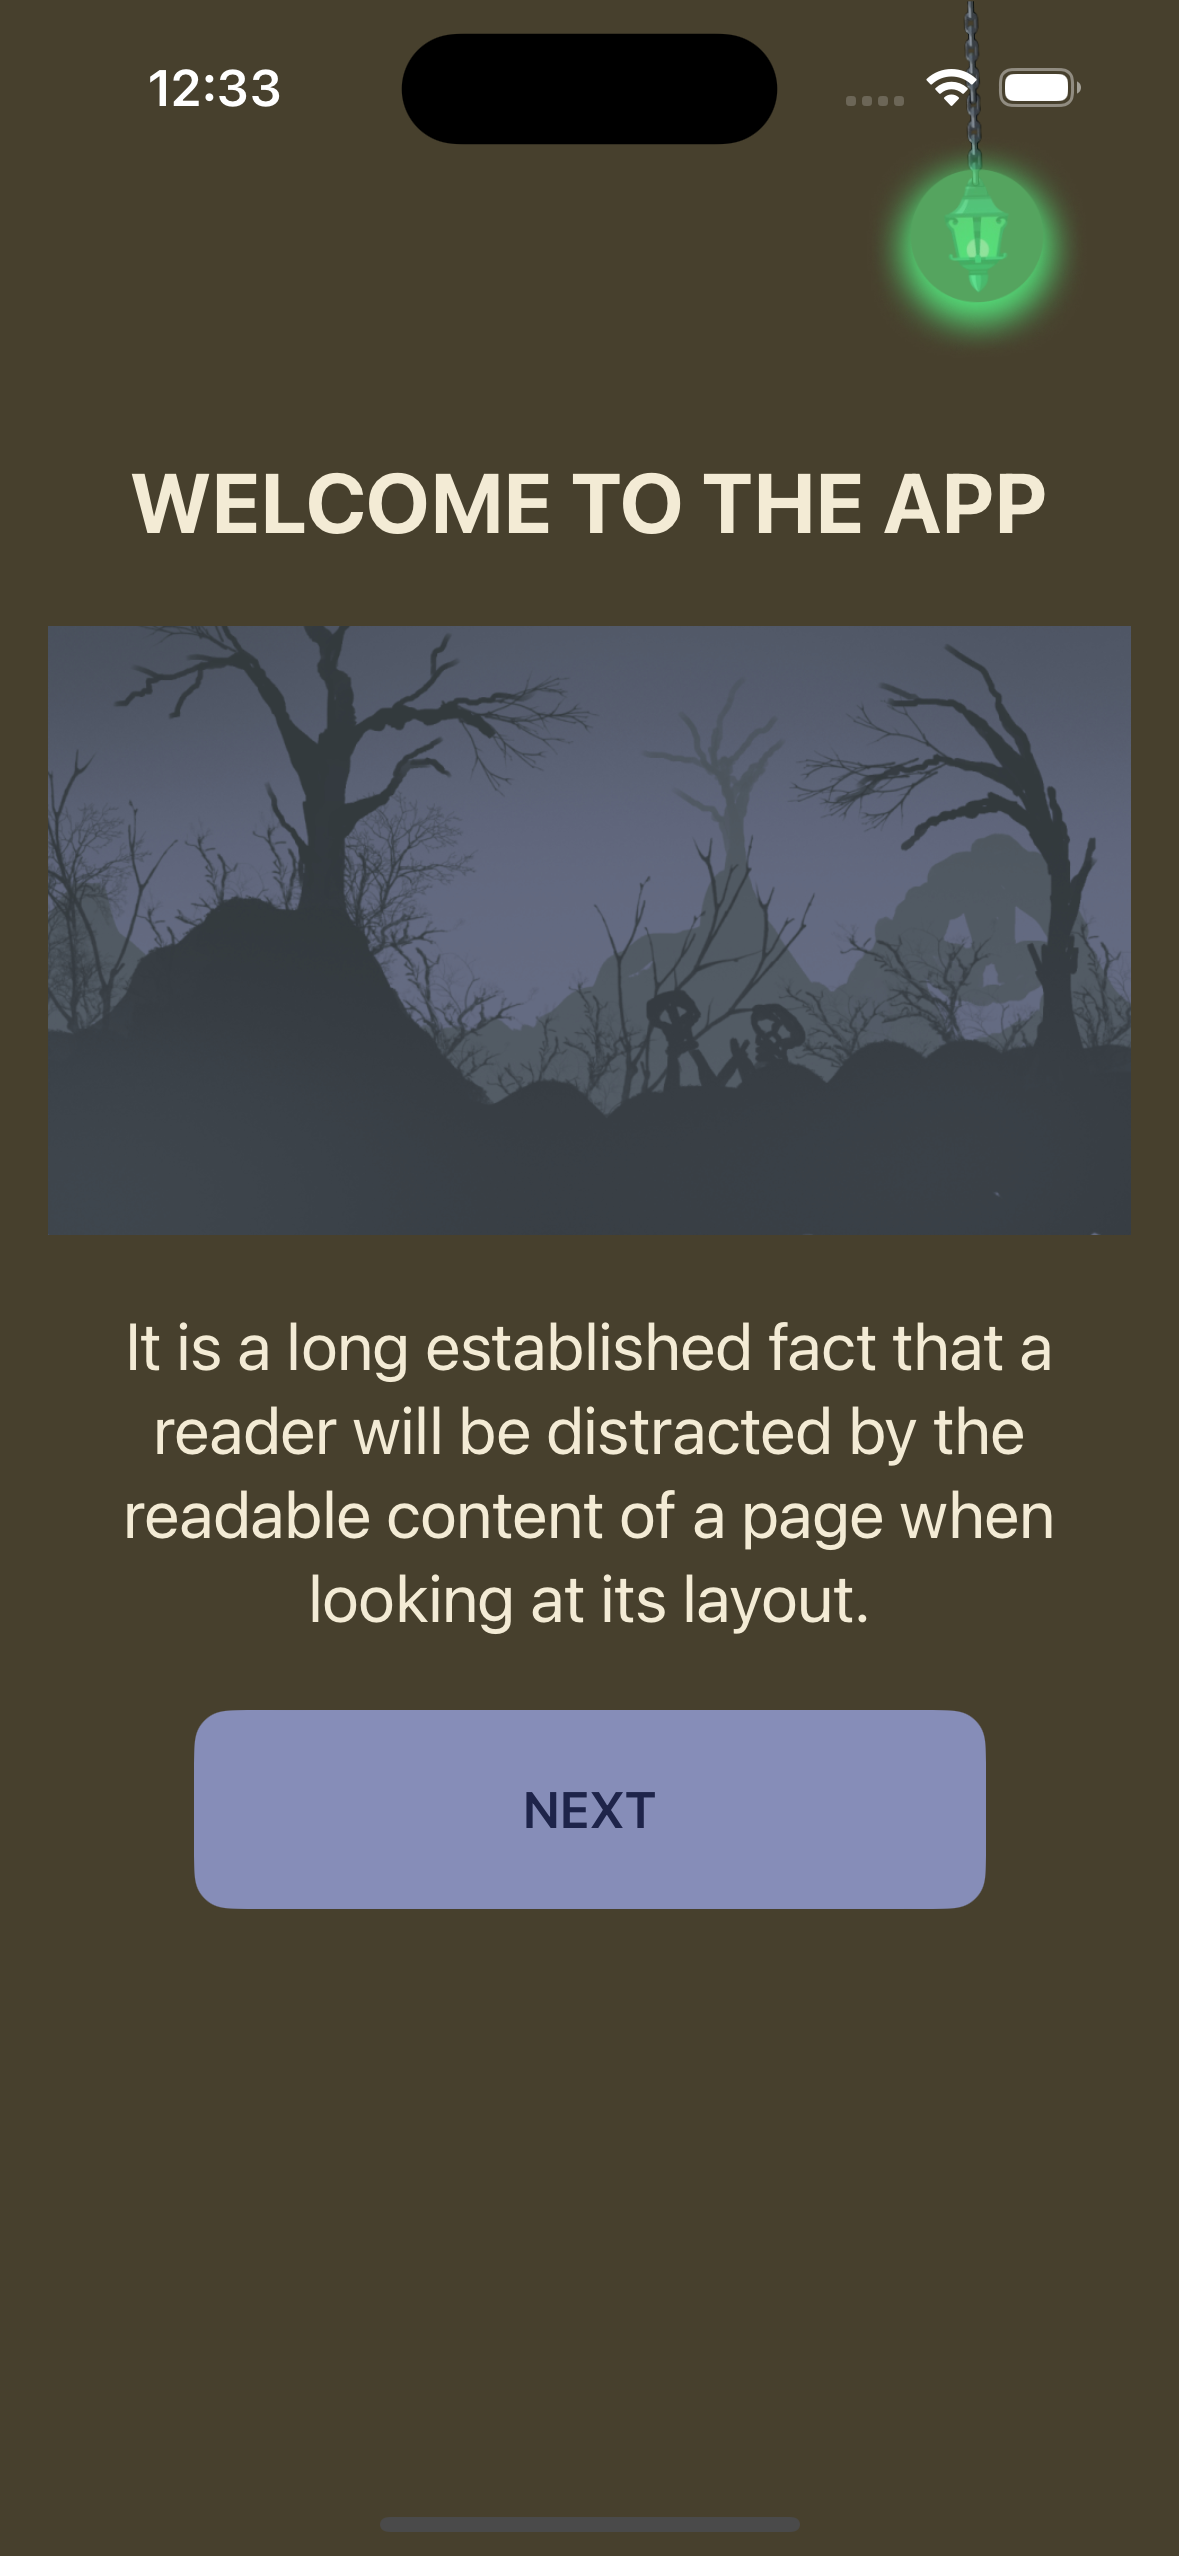 12:33
WELCOME TO THE APP
It is a long established fact that a
reader will be distracted by the
readable content of a page when
looking at its layout.
NEXT